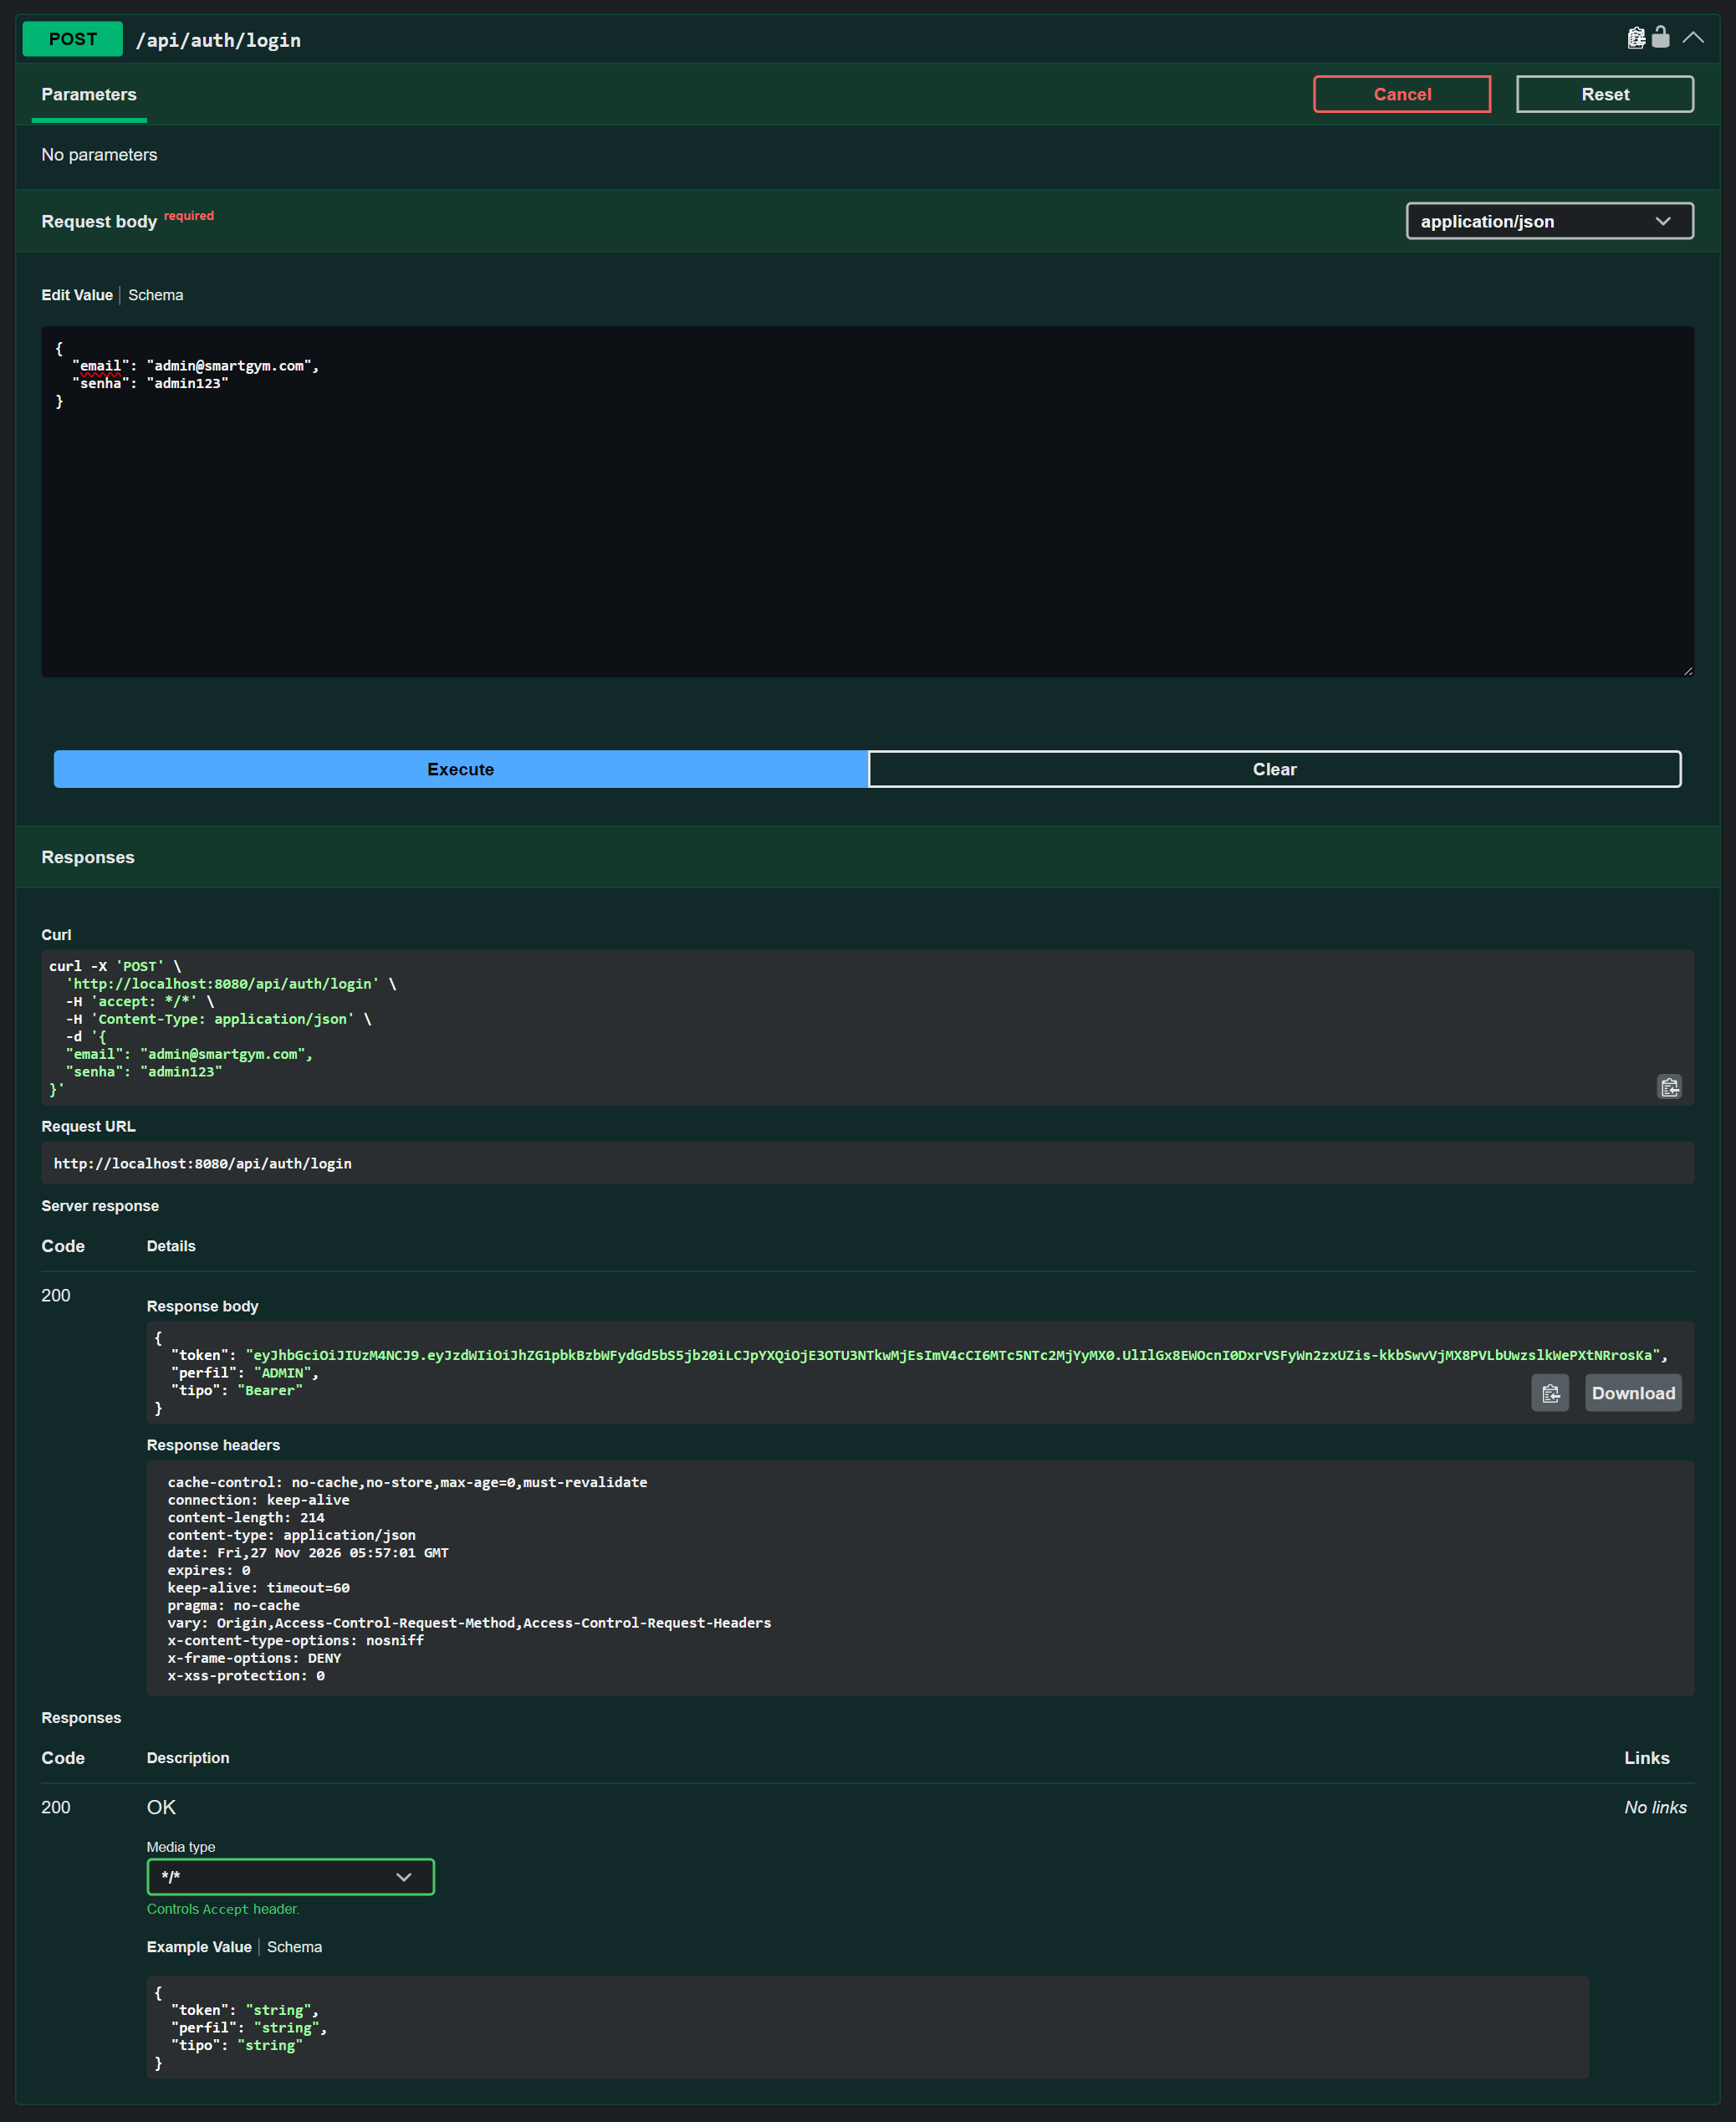 POST /api/auth/login
Parameters
Cancel
Reset
No parameters
Request body required
application/json
Edit Value | Schema
{
  "email": "admin@smartgym.com",
  "senha": "admin123"
}
Execute
Clear
Responses
Curl
curl -X 'POST' \
  'http://localhost:8080/api/auth/login' \
  -H 'accept: */*' \
  -H 'Content-Type: application/json' \
  -d '{
  "email": "admin@smartgym.com",
  "senha": "admin123"
}'
Request URL
http://localhost:8080/api/auth/login
Server response
Code Details
200
Response body
{
  "token": "eyJhbGciOiJIUzM4NCJ9.eyJzdWIiOiJhZG1pbkBzbWFydGd5bS5jb20iLCJpYXQiOjE3OTU3NTkwMjEsImV4cCI6MTc5NTc2MjYyMX0.UlIlGx8EWOcnI0DxrVSFyWn2zxUZis-kkbSwvVjMX8PVLbUwzslkWePXtNRrosKa",
  "perfil": "ADMIN",
  "tipo": "Bearer"
}
Download
Response headers
cache-control: no-cache,no-store,max-age=0,must-revalidate
connection: keep-alive
content-length: 214
content-type: application/json
date: Fri,27 Nov 2026 05:57:01 GMT
expires: 0
keep-alive: timeout=60
pragma: no-cache
vary: Origin,Access-Control-Request-Method,Access-Control-Request-Headers
x-content-type-options: nosniff
x-frame-options: DENY
x-xss-protection: 0
Responses
Code Description Links
200 OK No links
Media type
*/*
Controls Accept header.
Example Value | Schema
{
  "token": "string",
  "perfil": "string",
  "tipo": "string"
}